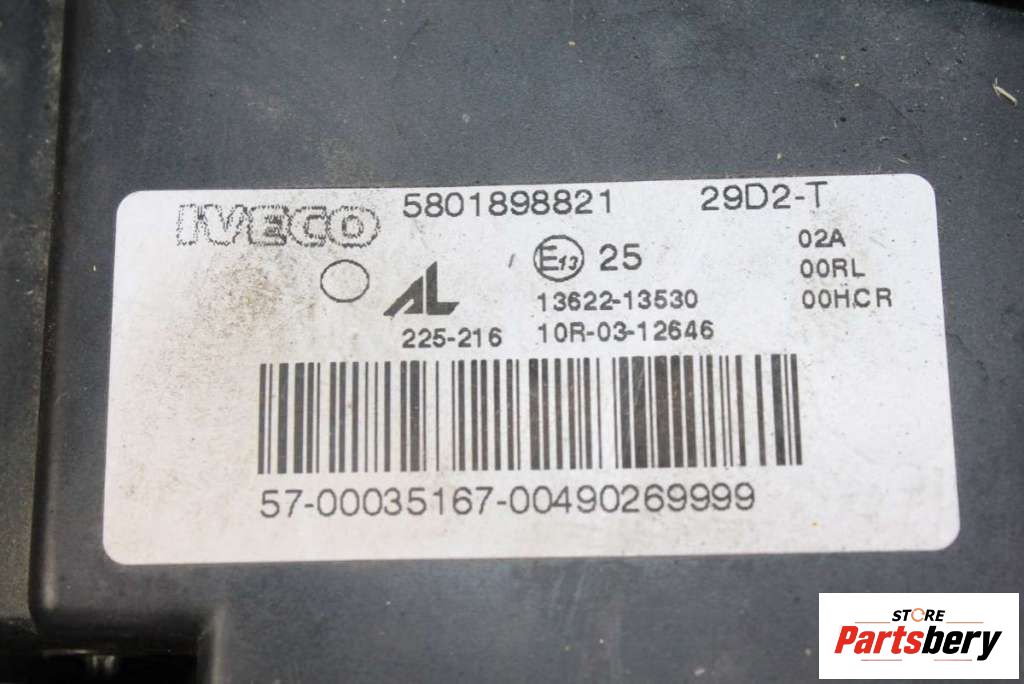 IVECO 5801898821 29D2-T
E13 25 02A
AL 00RL
13622-13530 00HCR
225-216 10R-03-12646
57-00035167-00490269999
STORE
Partsbery